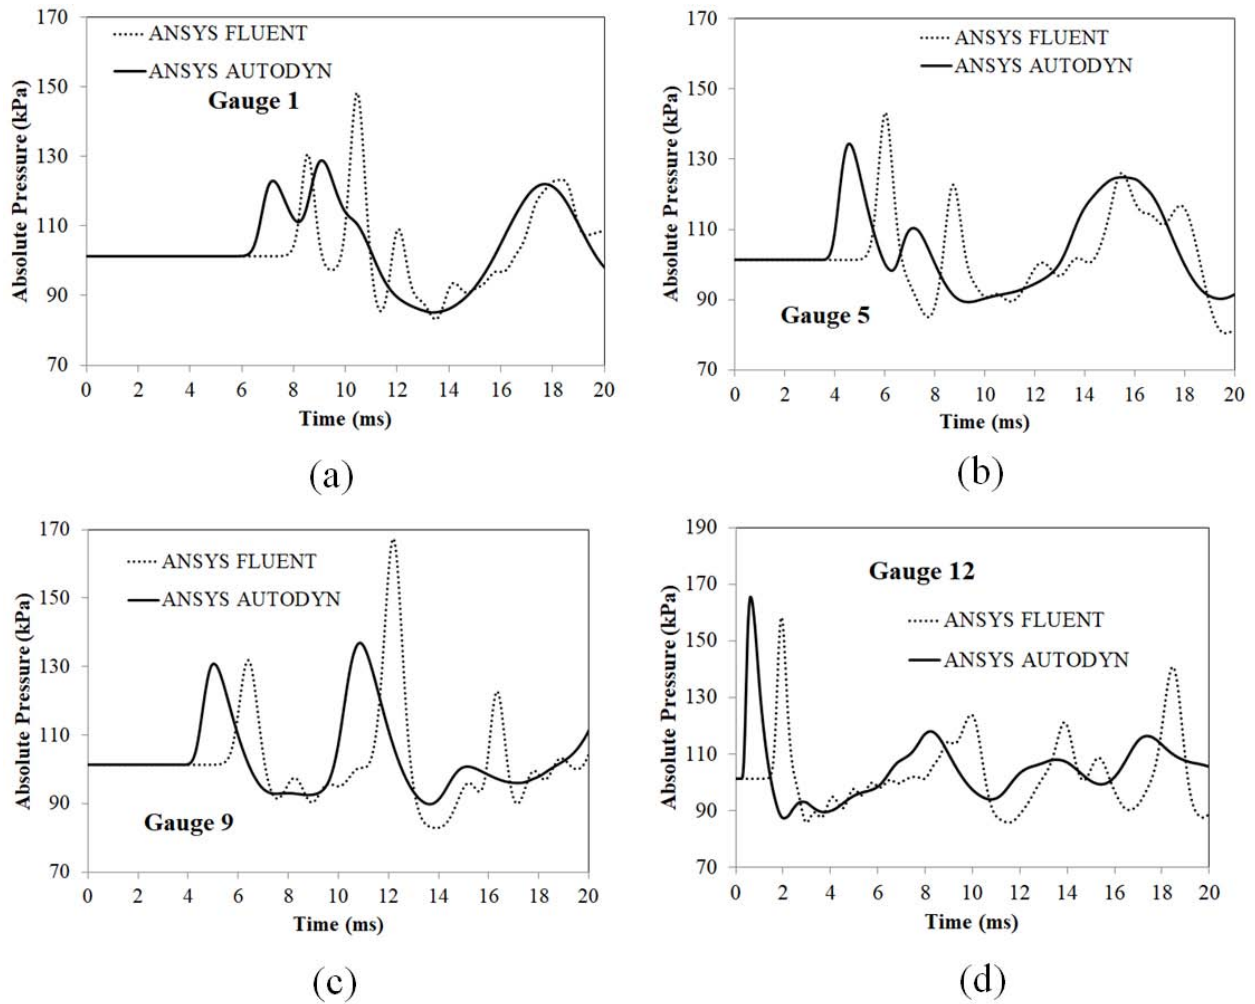 170
150
130
110
90
70
Absolute Pressure (kPa)
ANSYS FLUENT
ANSYS AUTODYN
Gauge 1
0 2 4 6 8 10 12 14 16 18 20
Time (ms)
(a)
170
150
130
110
90
70
Absolute Pressure (kPa)
ANSYS FLUENT
ANSYS AUTODYN
Gauge 5
0 2 4 6 8 10 12 14 16 18 20
Time (ms)
(b)
170
150
130
110
90
70
Absolute Pressure (kPa)
ANSYS FLUENT
ANSYS AUTODYN
Gauge 9
0 2 4 6 8 10 12 14 16 18 20
Time (ms)
(c)
190
170
150
130
110
90
70
Absolute Pressure (kPa)
Gauge 12
ANSYS FLUENT
ANSYS AUTODYN
0 2 4 6 8 10 12 14 16 18 20
Time (ms)
(d)